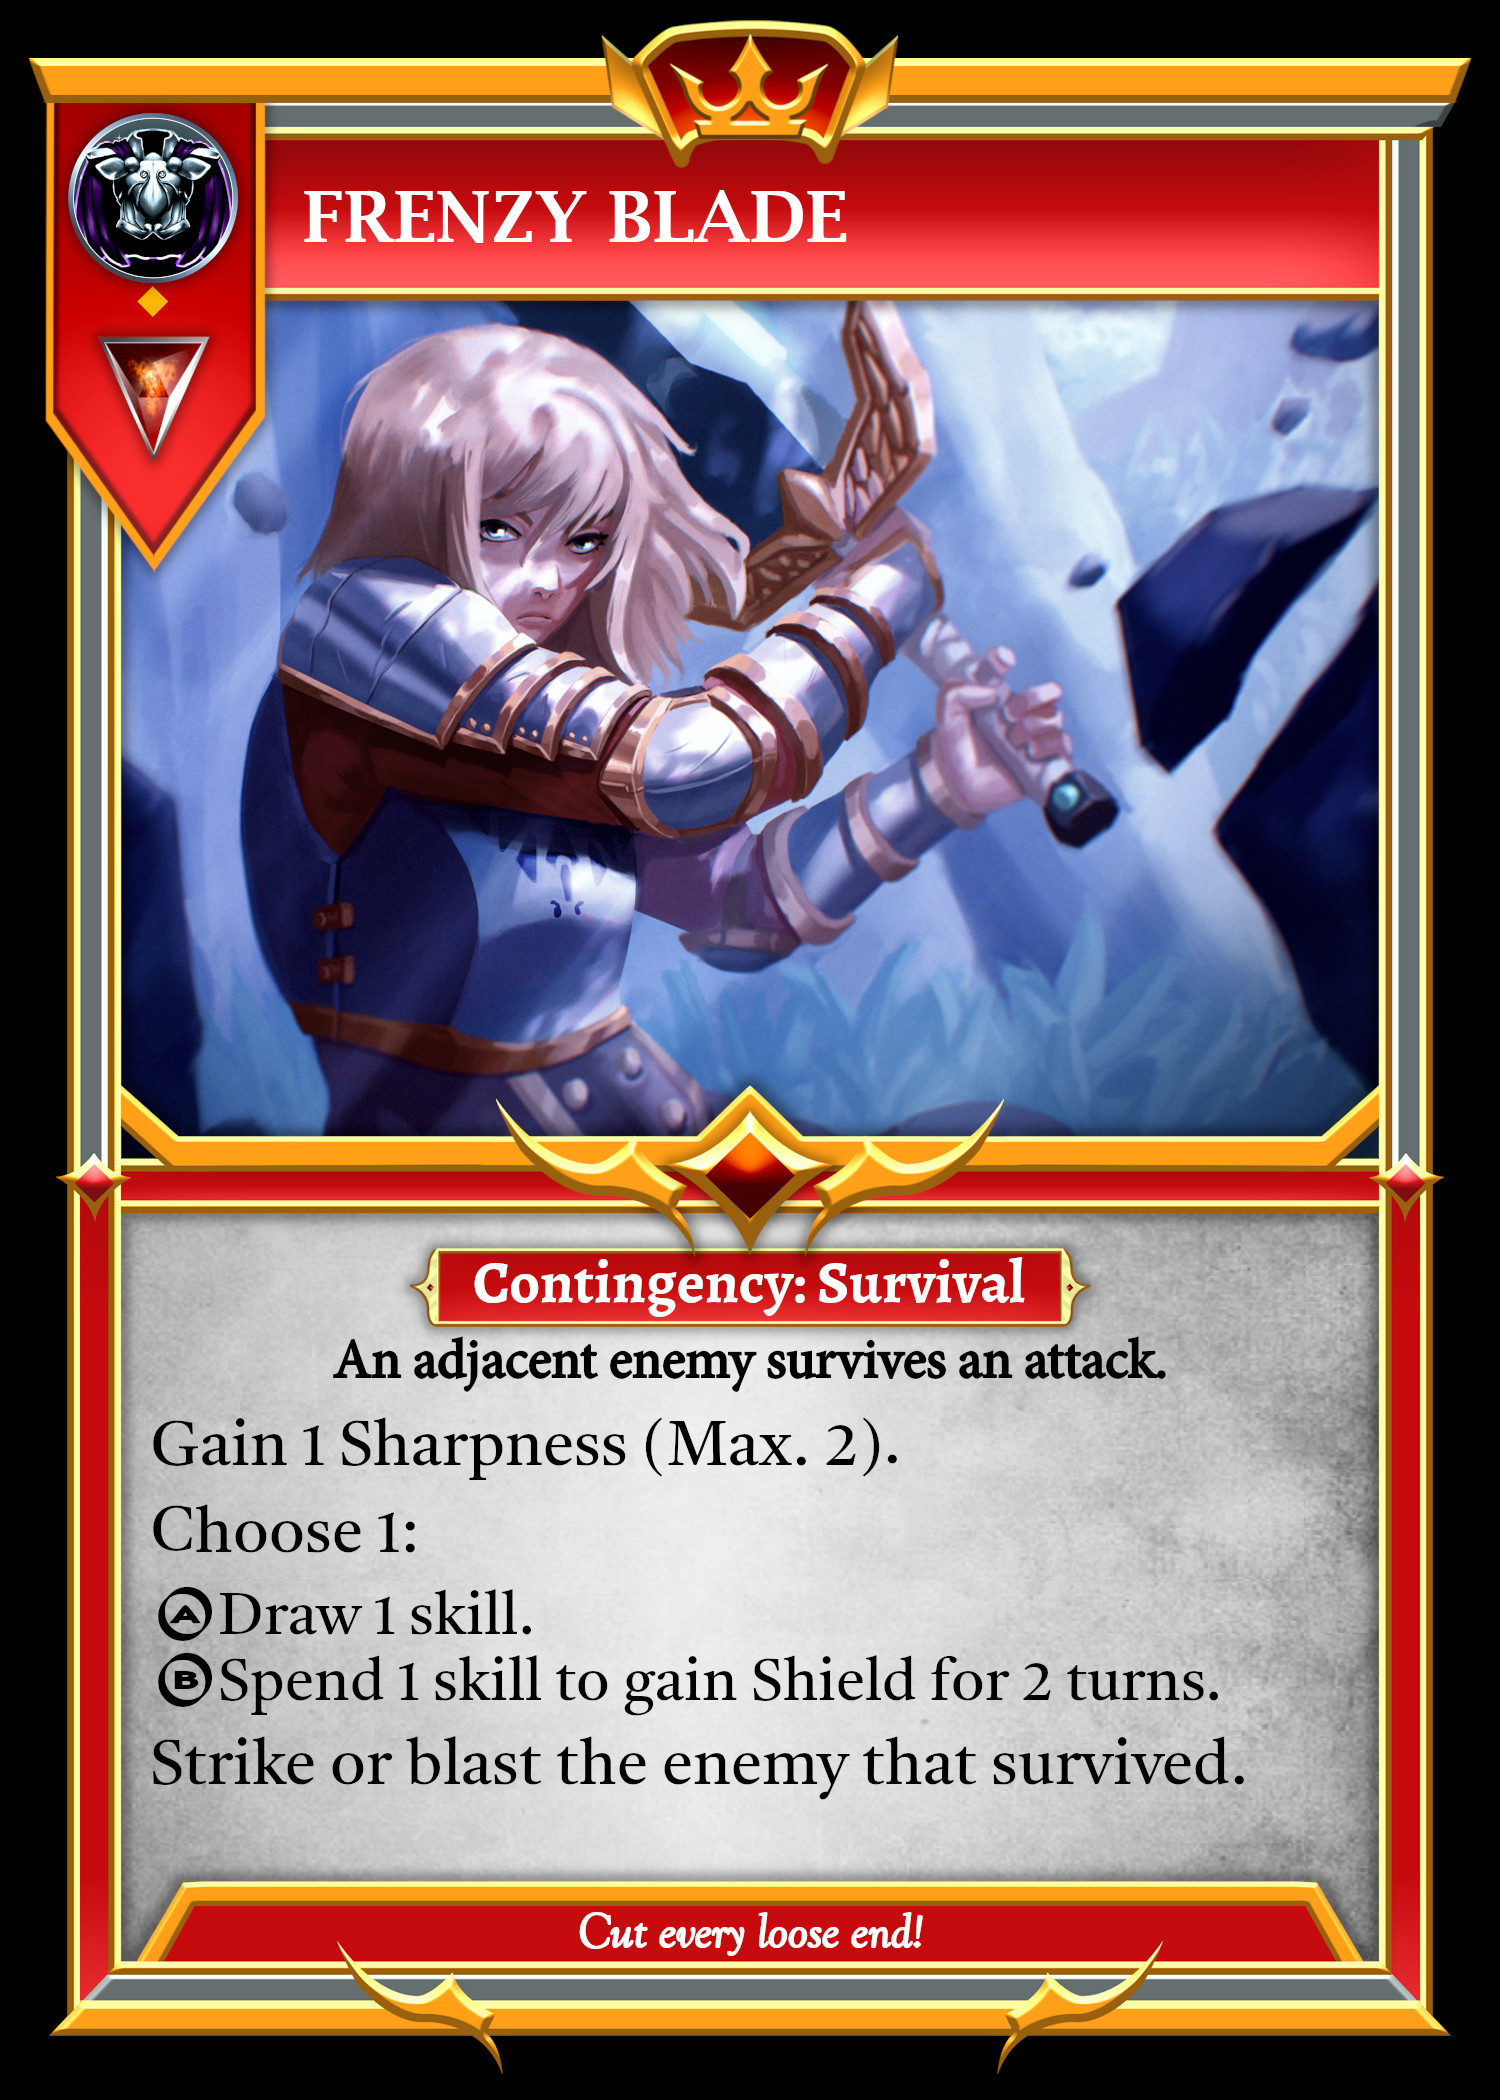 FRENZY BLADE
Contingency: Survival
An adjacent enemy survives an attack.
Gain 1 Sharpness (Max. 2).
Choose 1:
A Draw 1 skill.
B Spend 1 skill to gain Shield for 2 turns.
Strike or blast the enemy that survived.
Cut every loose end!